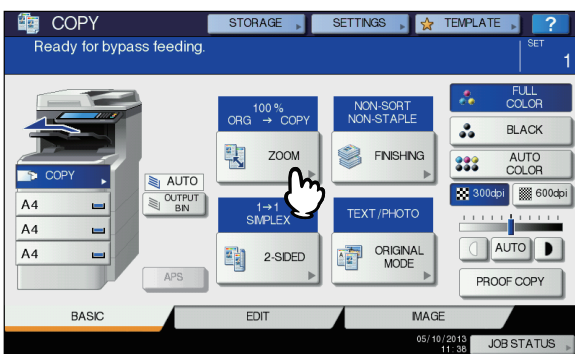 COPY
STORAGE
SETTINGS
TEMPLATE
?
Ready for bypass feeding.
SET
1
100 %
ORG → COPY
ZOOM
NON-SORT
NON-STAPLE
FINISHING
FULL
COLOR
BLACK
AUTO
COLOR
300dpi
600dpi
COPY
A4
A4
A4
AUTO
OUTPUT
BIN
APS
1→1
SIMPLEX
2-SIDED
TEXT/PHOTO
ORIGINAL
MODE
AUTO
PROOF COPY
BASIC
EDIT
IMAGE
05/10/2013
11:38
JOB STATUS